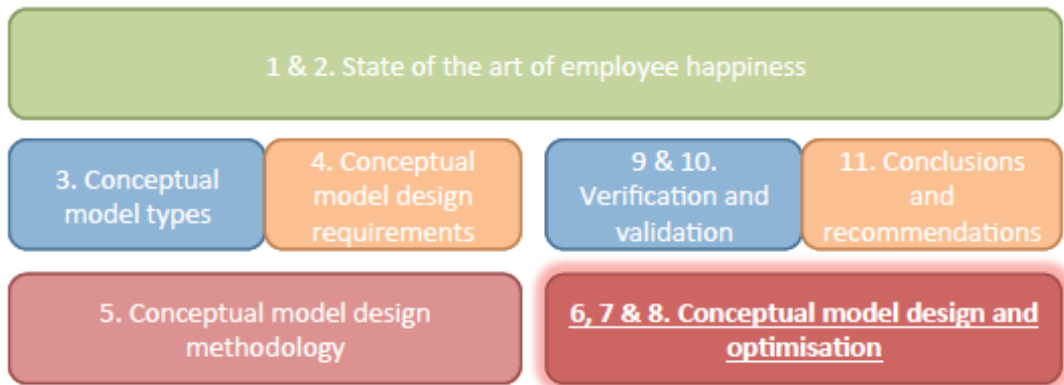 1 & 2. State of the art of employee happiness
3. Conceptual
model types
4. Conceptual
model design
requirements
9 & 10.
Verification and
validation
11. Conclusions
and
recommendations
5. Conceptual model design
methodology
6, 7 & 8. Conceptual model design and
optimisation